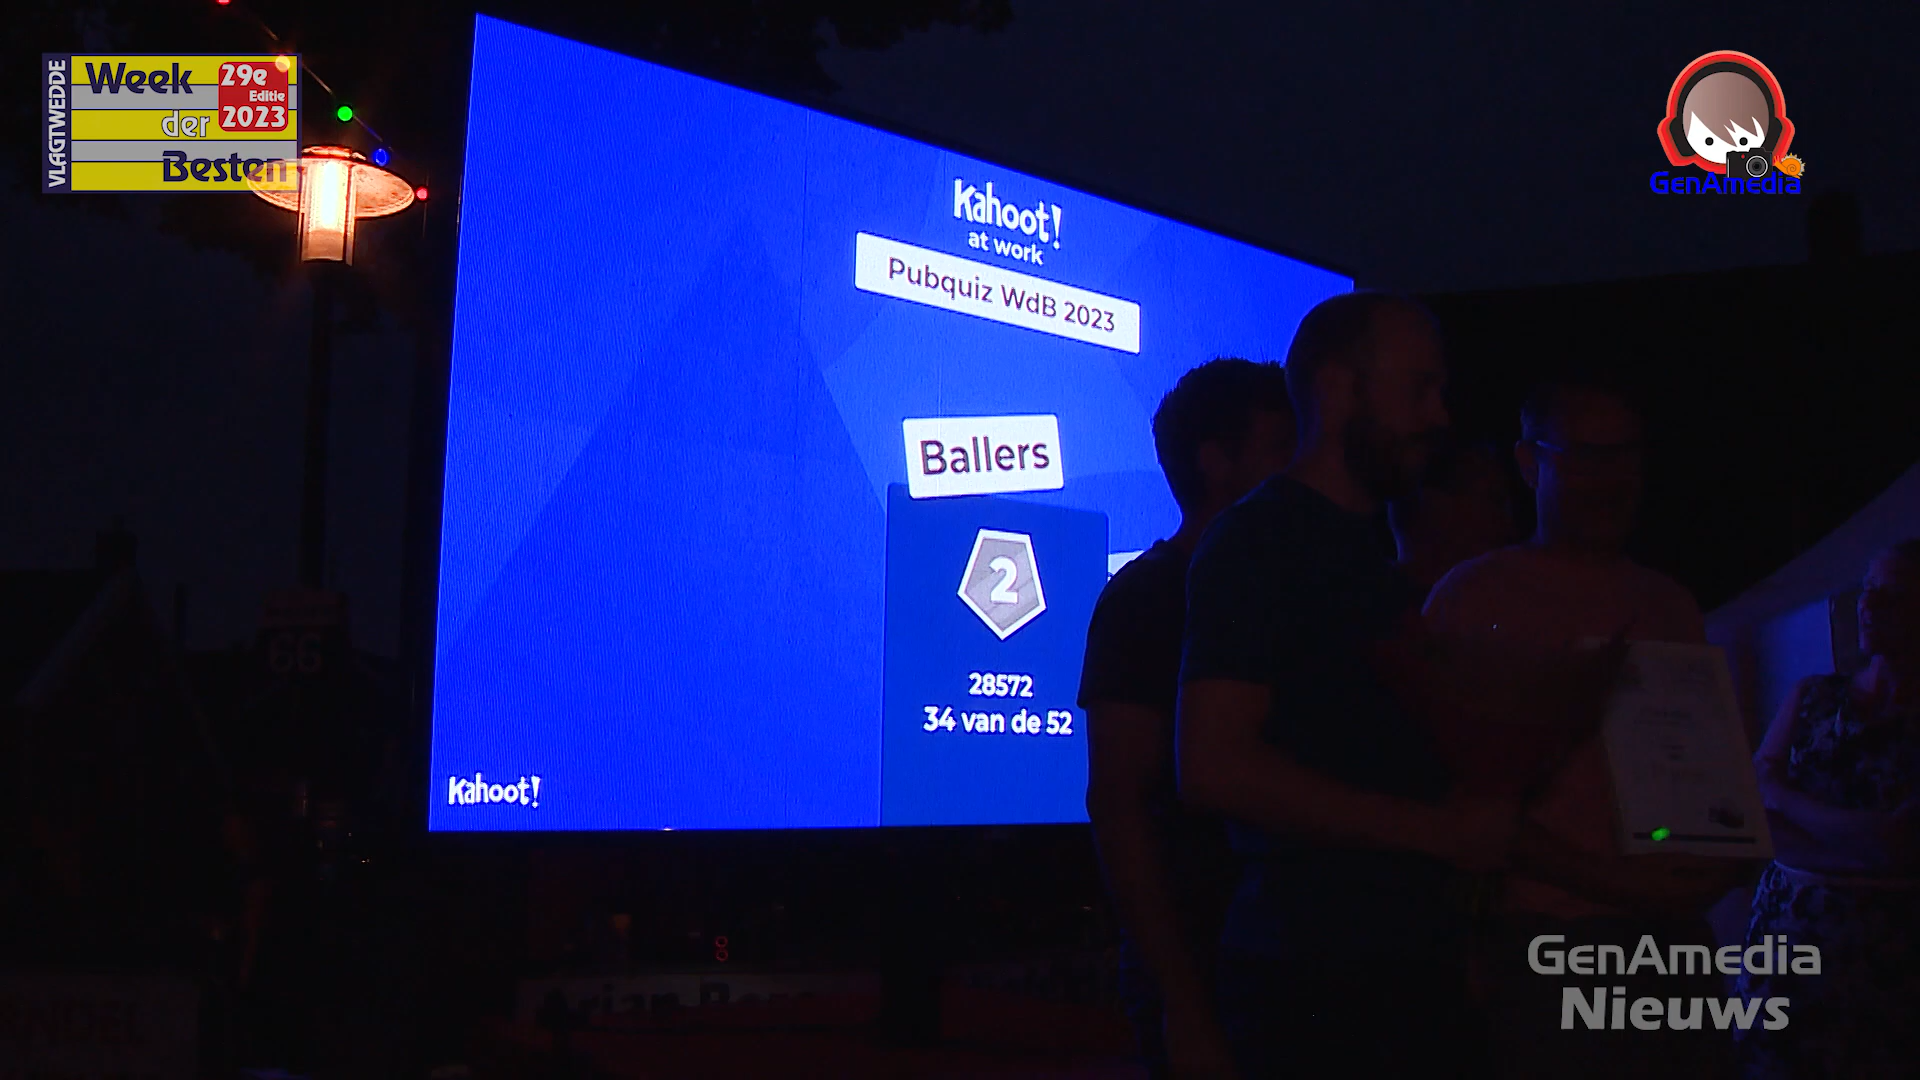 VLAGTWEDDE
Week
der
Besten
29e
Editie
2023
GenAmedia
Kahoot!
at work
Pubquiz WdB 2023
Ballers
2
28572
34 van de 52
Kahoot!
66
GenAmedia
Nieuws